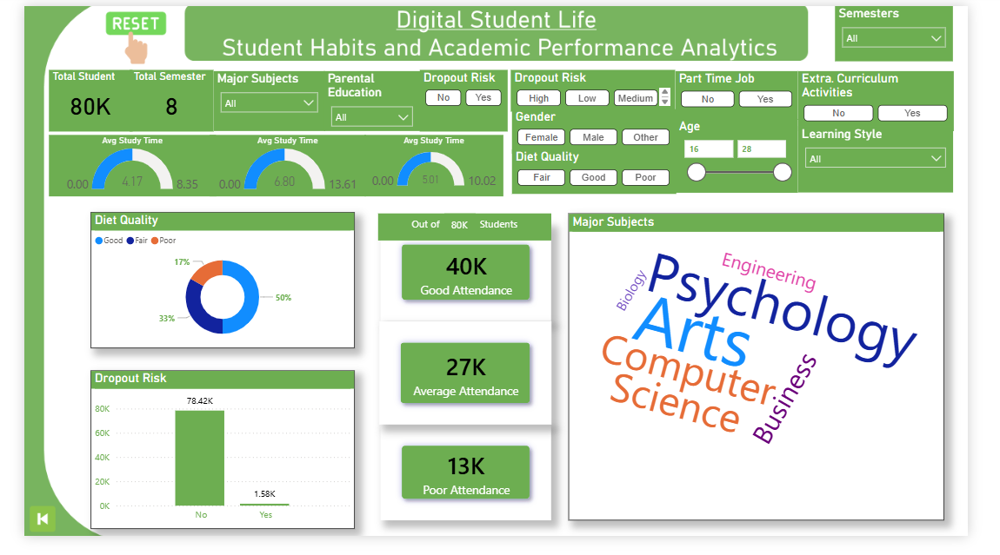 RESET
Digital Student Life
Student Habits and Academic Performance Analytics
Semesters
All
Total Student
80K
Total Semester
8
Major Subjects
All
Parental
Education
All
Dropout Risk
No Yes
Dropout Risk
High Low Medium
Gender
Female Male Other
Diet Quality
Fair Good Poor
Part Time Job
No Yes
Age
16 28
Extra. Curriculum
Activities
No Yes
Learning Style
All
Avg Study Time
0.00 4.17 8.35
Avg Study Time
0.00 6.80 13.61
Avg Study Time
0.00 5.01 10.02
Diet Quality
Good Fair Poor
17%
50%
33%
Dropout Risk
78.42K
80K
60K
40K
20K
1.58K
0K
No Yes
Out of 80K Students
40K
Good Attendance
27K
Average Attendance
13K
Poor Attendance
Major Subjects
Engineering
Psychology
Biology
Arts
Computer
Science
Business